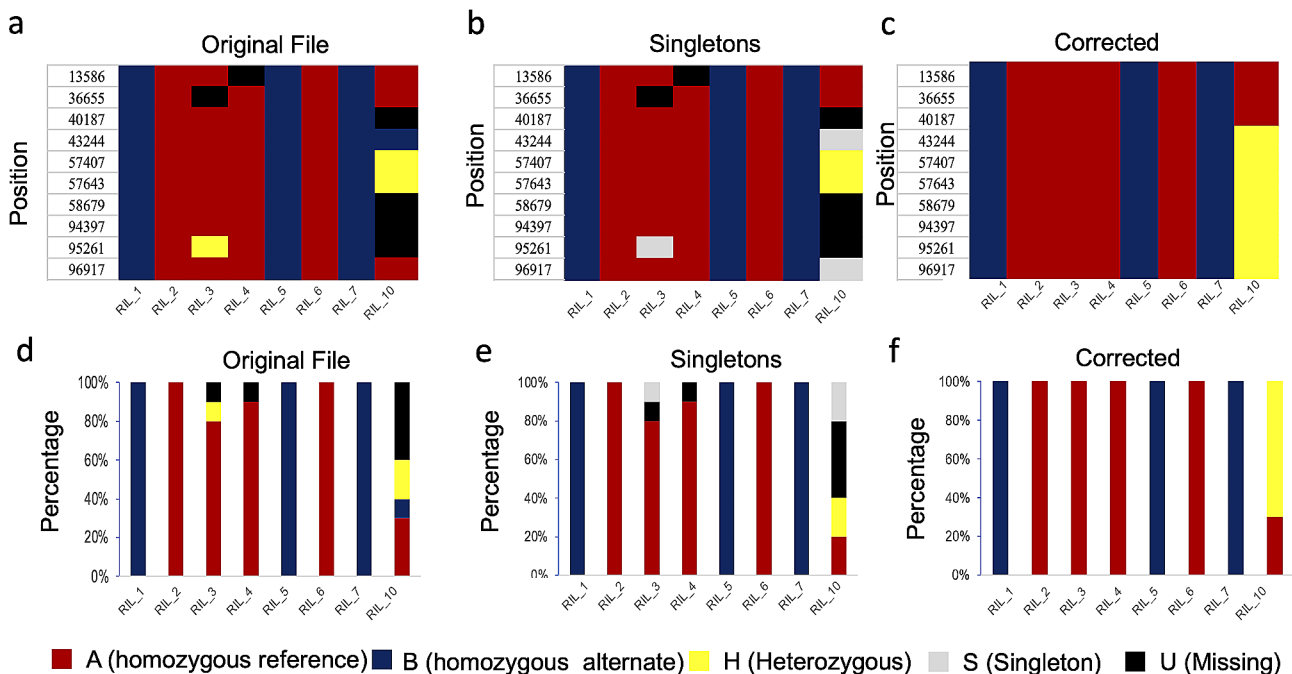 a
Original File
Position
13586
36655
40187
43244
57407
57643
58679
94397
95261
96917
RIL_1 RIL_2 RIL_3 RIL_4 RIL_5 RIL_6 RIL_7 RIL_10
b
Singletons
Position
13586
36655
40187
43244
57407
57643
58679
94397
95261
96917
RIL_1 RIL_2 RIL_3 RIL_4 RIL_5 RIL_6 RIL_7 RIL_10
c
Corrected
Position
13586
36655
40187
43244
57407
57643
58679
94397
95261
96917
RIL_1 RIL_2 RIL_3 RIL_4 RIL_5 RIL_6 RIL_7 RIL_10
d
Original File
Percentage
100%
80%
60%
40%
20%
0%
RIL_1 RIL_2 RIL_3 RIL_4 RIL_5 RIL_6 RIL_7 RIL_10
e
Singletons
Percentage
100%
80%
60%
40%
20%
0%
RIL_1 RIL_2 RIL_3 RIL_4 RIL_5 RIL_6 RIL_7 RIL_10
f
Corrected
Percentage
100%
80%
60%
40%
20%
0%
RIL_1 RIL_2 RIL_3 RIL_4 RIL_5 RIL_6 RIL_7 RIL_10
A (homozygous reference) B (homozygous alternate) H (Heterozygous) S (Singleton) U (Missing)